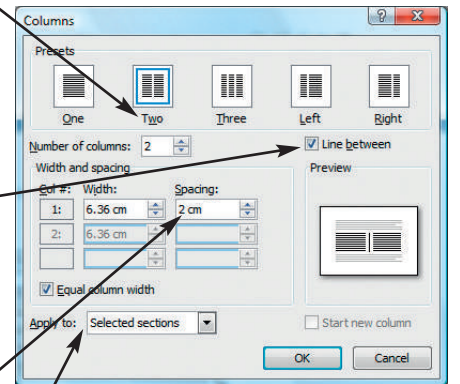 Columns
Presets
One Two Three Left Right
Number of columns: 2
Line between
Width and spacing
Preview
Col #: Width: Spacing:
1: 6.36 cm 2 cm
2: 6.36 cm
Equal column width
Apply to: Selected sections
Start new column
OK Cancel